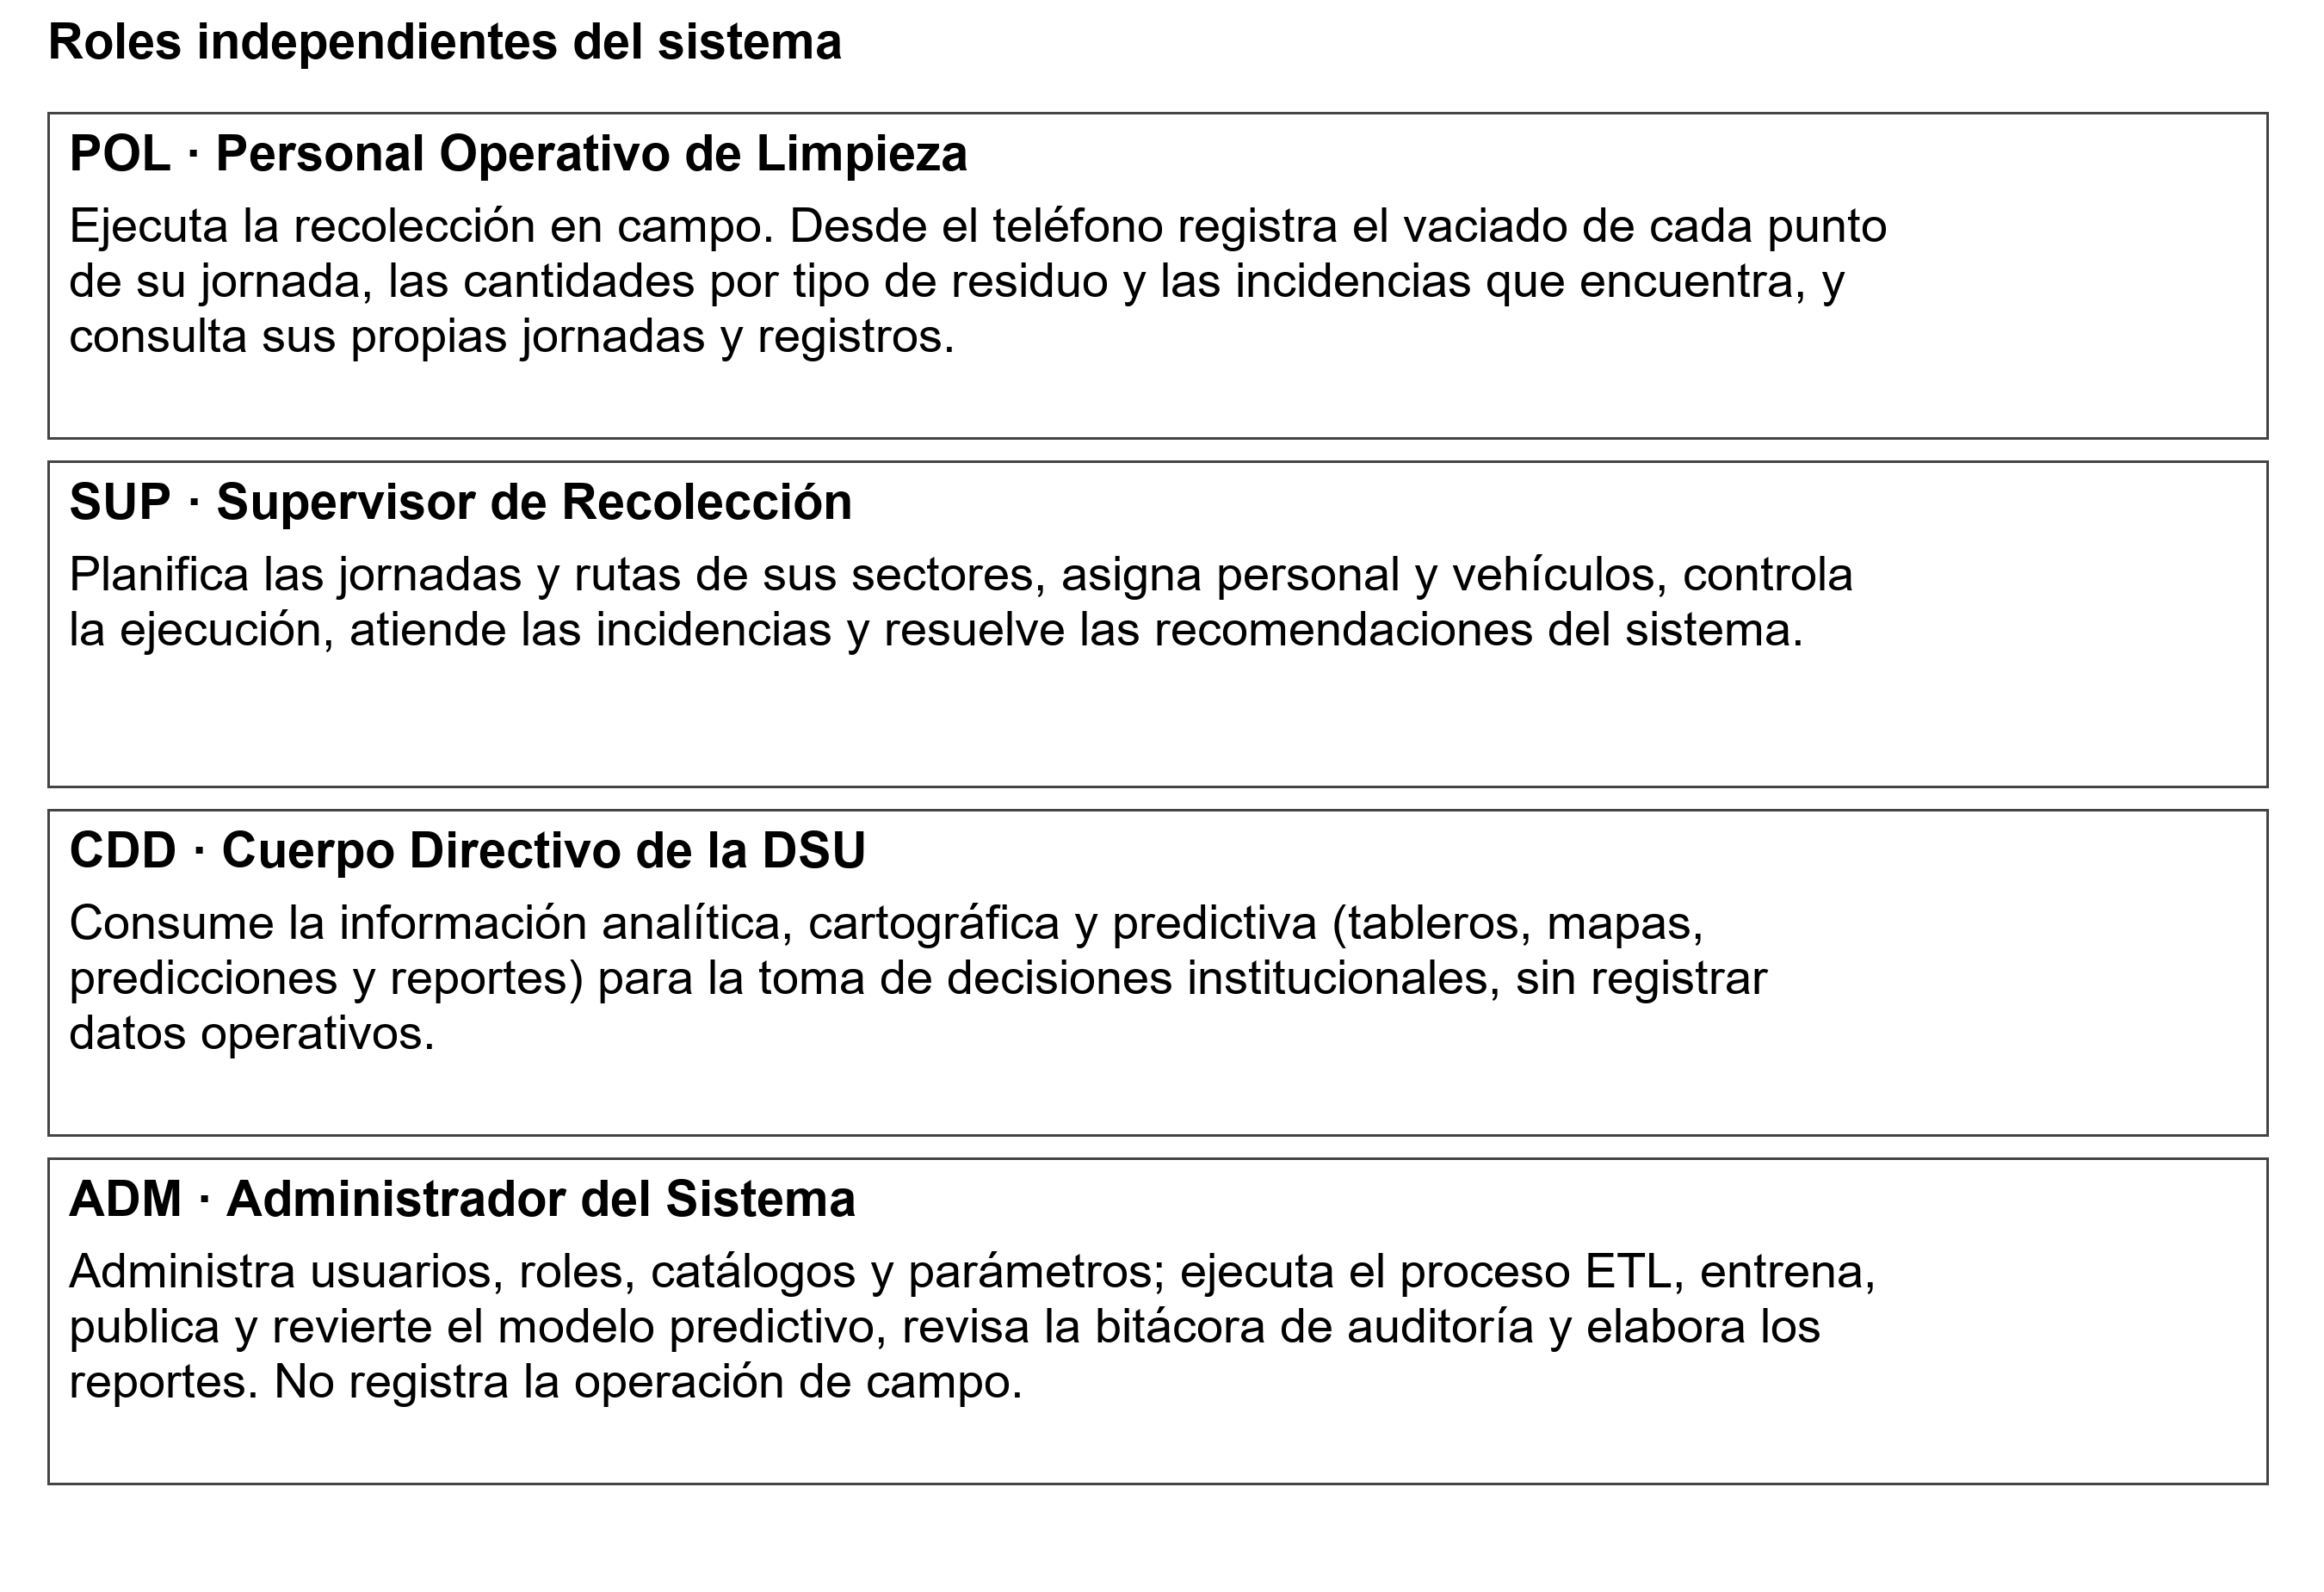 Roles independientes del sistema
POL · Personal Operativo de Limpieza
Ejecuta la recolección en campo. Desde el teléfono registra el vaciado de cada punto
de su jornada, las cantidades por tipo de residuo y las incidencias que encuentra, y
consulta sus propias jornadas y registros.
SUP · Supervisor de Recolección
Planifica las jornadas y rutas de sus sectores, asigna personal y vehículos, controla
la ejecución, atiende las incidencias y resuelve las recomendaciones del sistema.
CDD · Cuerpo Directivo de la DSU
Consume la información analítica, cartográfica y predictiva (tableros, mapas,
predicciones y reportes) para la toma de decisiones institucionales, sin registrar
datos operativos.
ADM · Administrador del Sistema
Administra usuarios, roles, catálogos y parámetros; ejecuta el proceso ETL, entrena,
publica y revierte el modelo predictivo, revisa la bitácora de auditoría y elabora los
reportes. No registra la operación de campo.